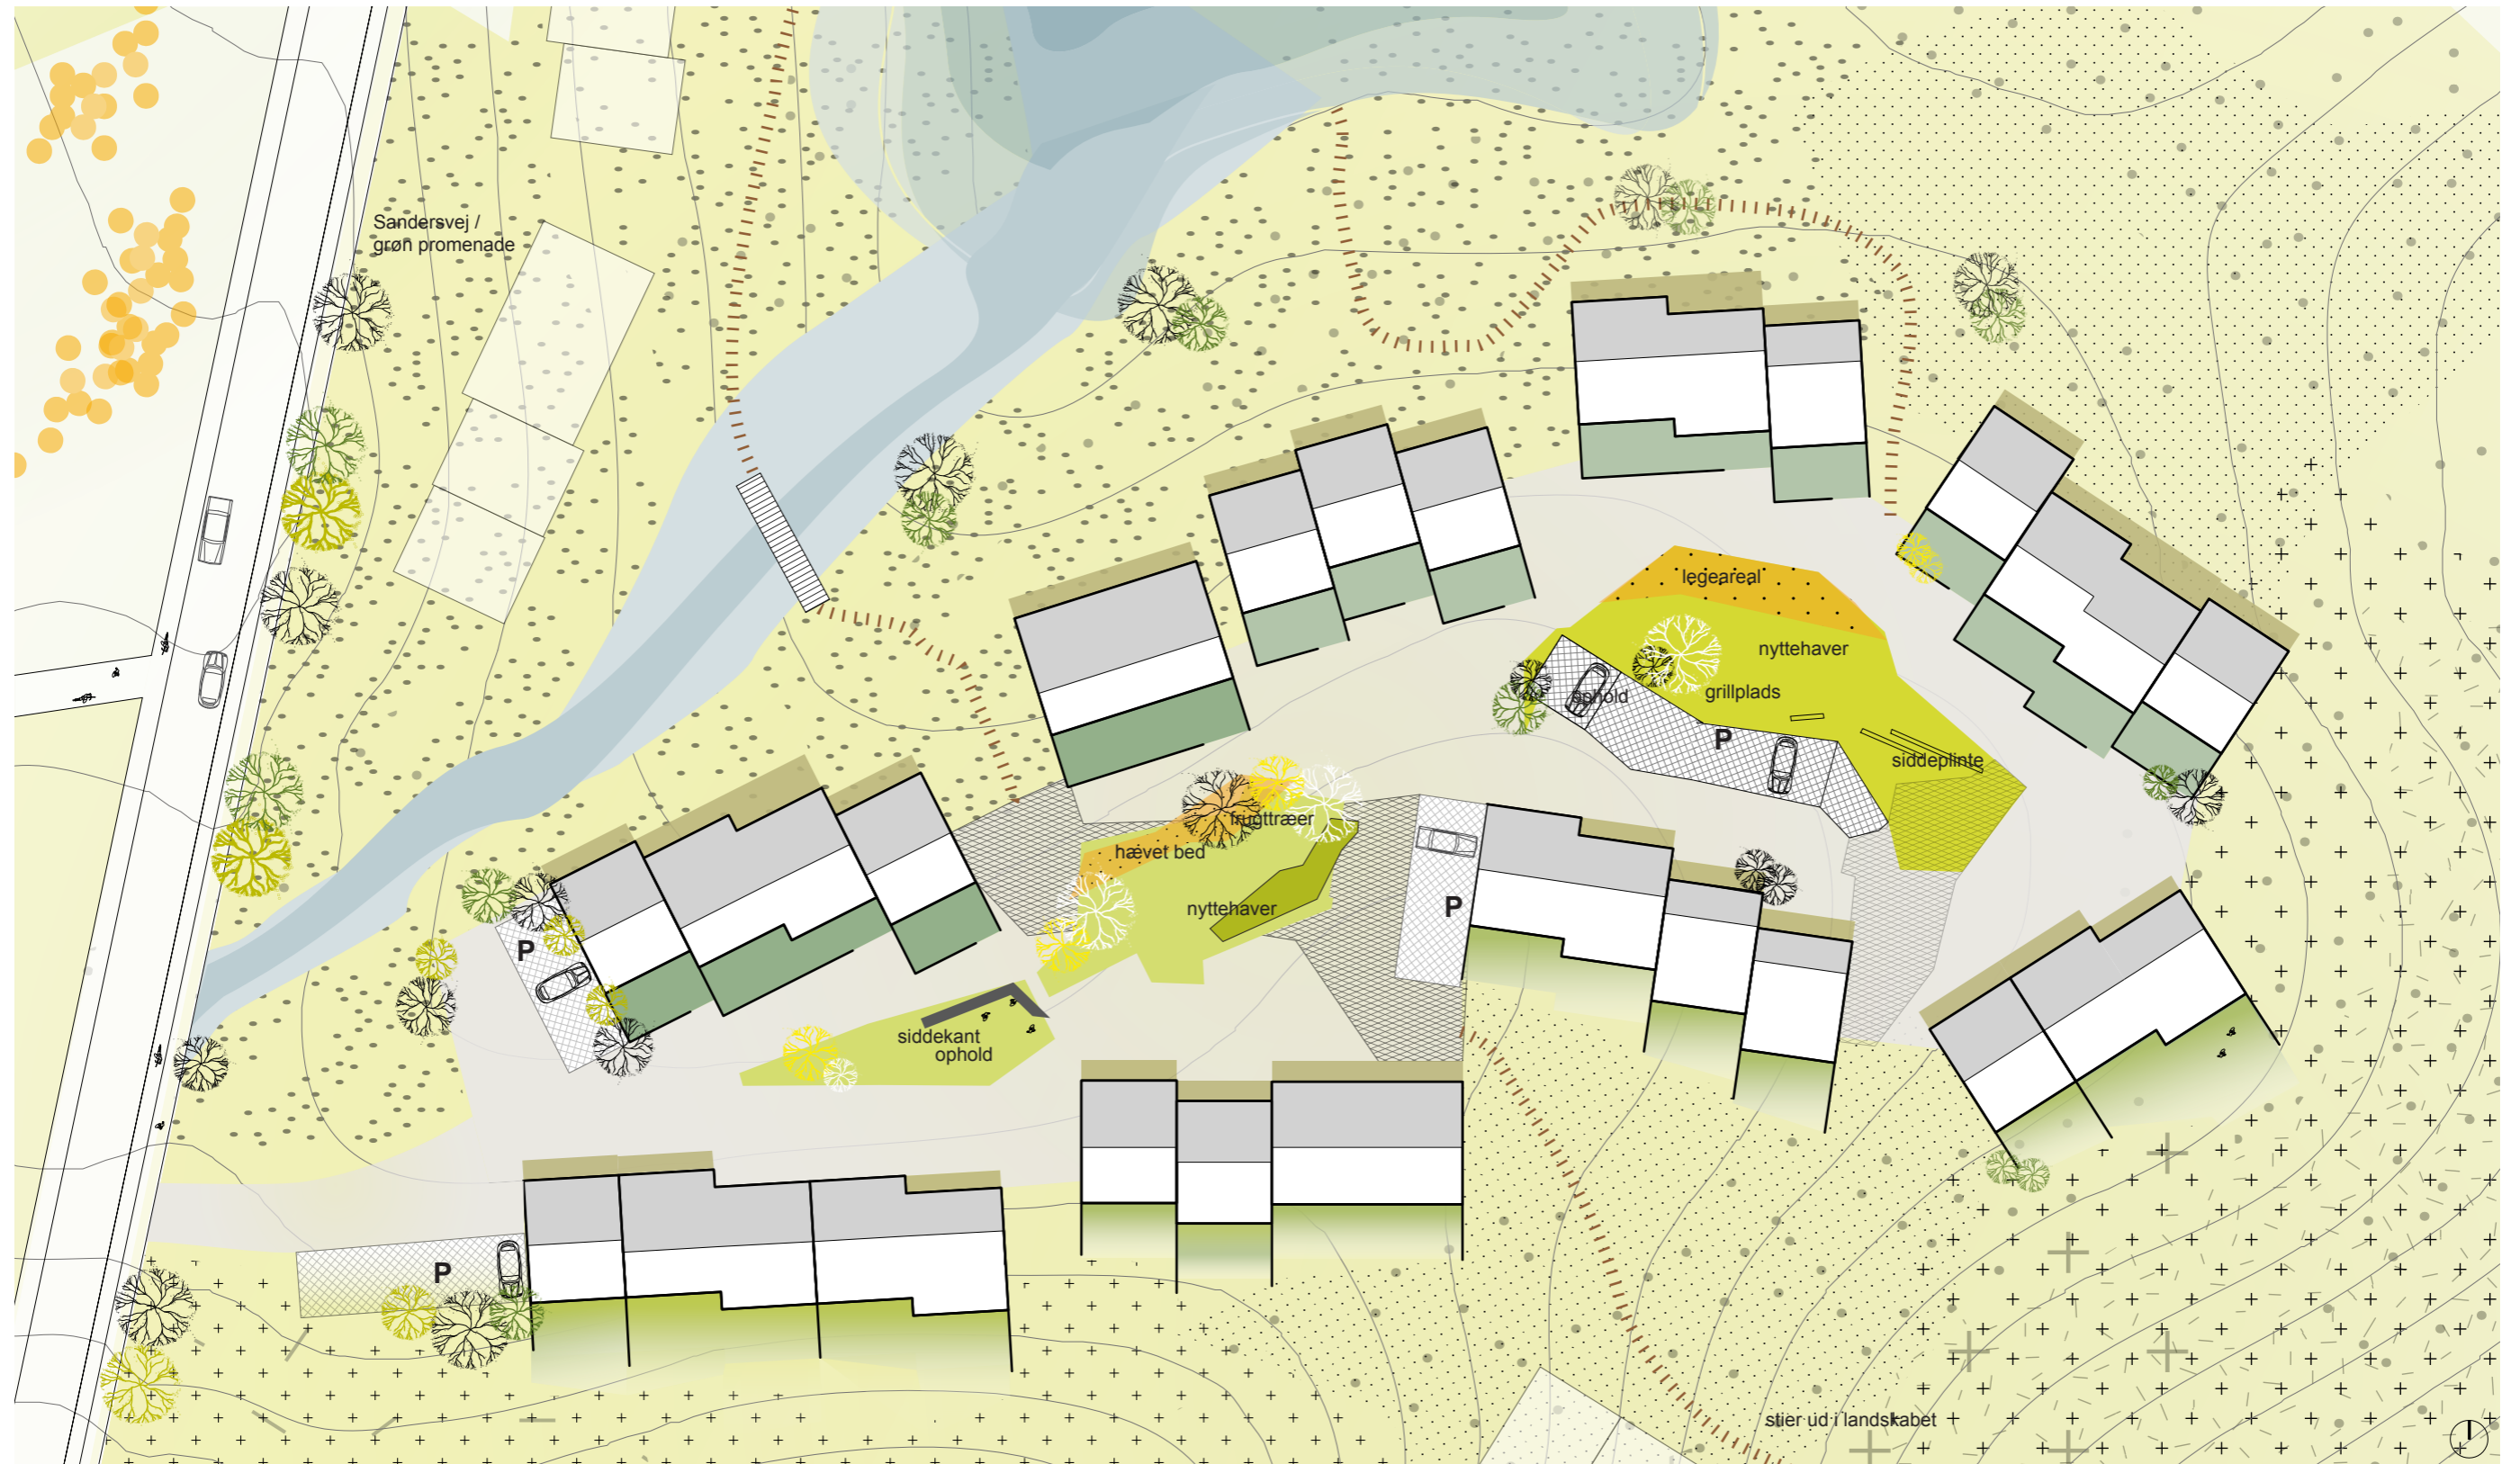 Sandersvej /
grøn promenade
legeareal
nyttehaver
ophold
grillplads
P
siddeplinte
frugttræer
hævet bed
nyttehaver
P
P
siddekant
ophold
P
stier ud i landskabet